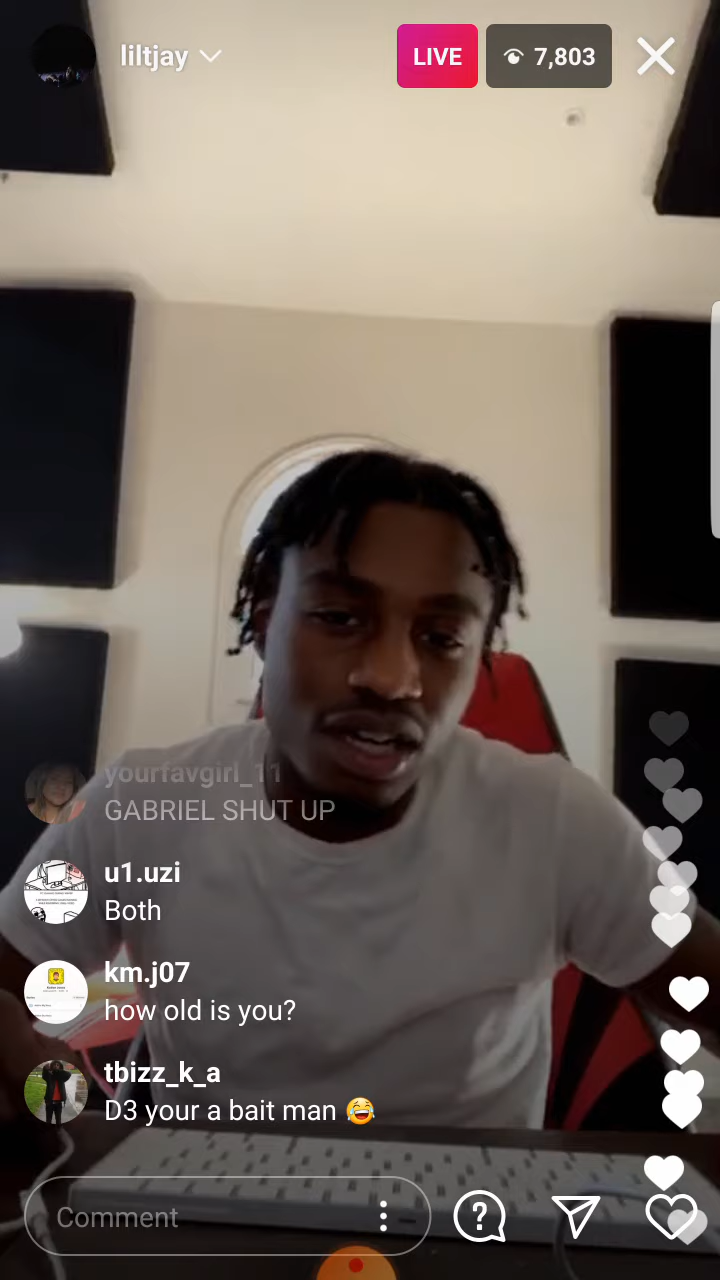 liltjay
LIVE
7,803
yourfavgirl_11
GABRIEL SHUT UP
u1.uzi
Both
km.j07
how old is you?
tbizz_k_a
D3 your a bait man 😂
Comment